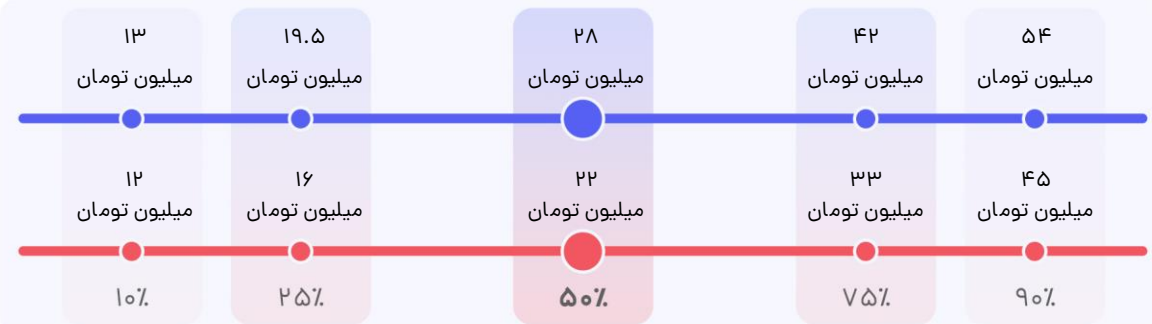 ۱۳ ۱۹.۵ ۲۸ ۴۲ ۵۴
میلیون تومان میلیون تومان میلیون تومان میلیون تومان میلیون تومان
۱۲ ۱۶ ۲۲ ۳۳ ۴۵
میلیون تومان میلیون تومان میلیون تومان میلیون تومان میلیون تومان
۱۰٪ ۲۵٪ ۵۰٪ ۷۵٪ ۹۰٪